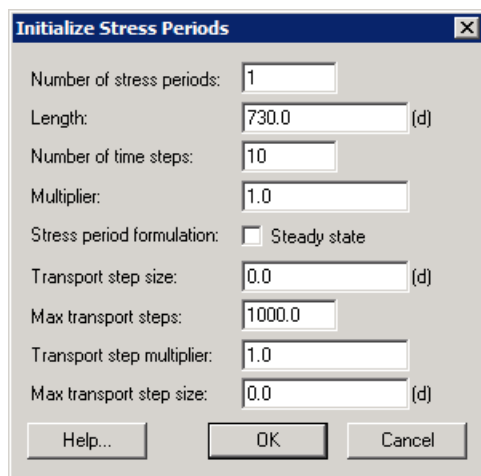 Initialize Stress Periods
Number of stress periods: 1
Length: 730.0 (d)
Number of time steps: 10
Multiplier: 1.0
Stress period formulation: Steady state
Transport step size: 0.0 (d)
Max transport steps: 1000.0
Transport step multiplier: 1.0
Max transport step size: 0.0 (d)
Help... OK Cancel